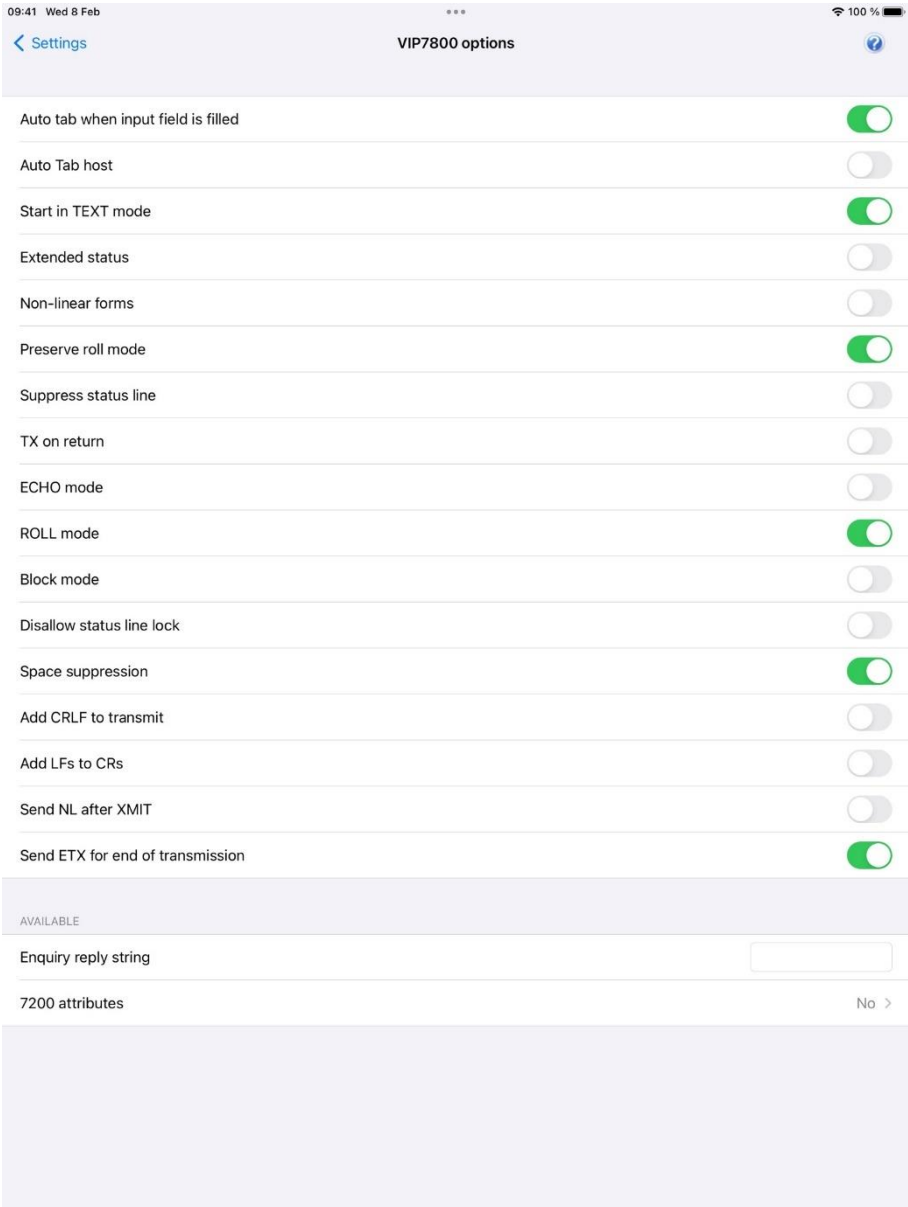 09:41 Wed 8 Feb
100 %
Settings
VIP7800 options
Auto tab when input field is filled
Auto Tab host
Start in TEXT mode
Extended status
Non-linear forms
Preserve roll mode
Suppress status line
TX on return
ECHO mode
ROLL mode
Block mode
Disallow status line lock
Space suppression
Add CRLF to transmit
Add LFs to CRs
Send NL after XMIT
Send ETX for end of transmission
AVAILABLE
Enquiry reply string
7200 attributes No